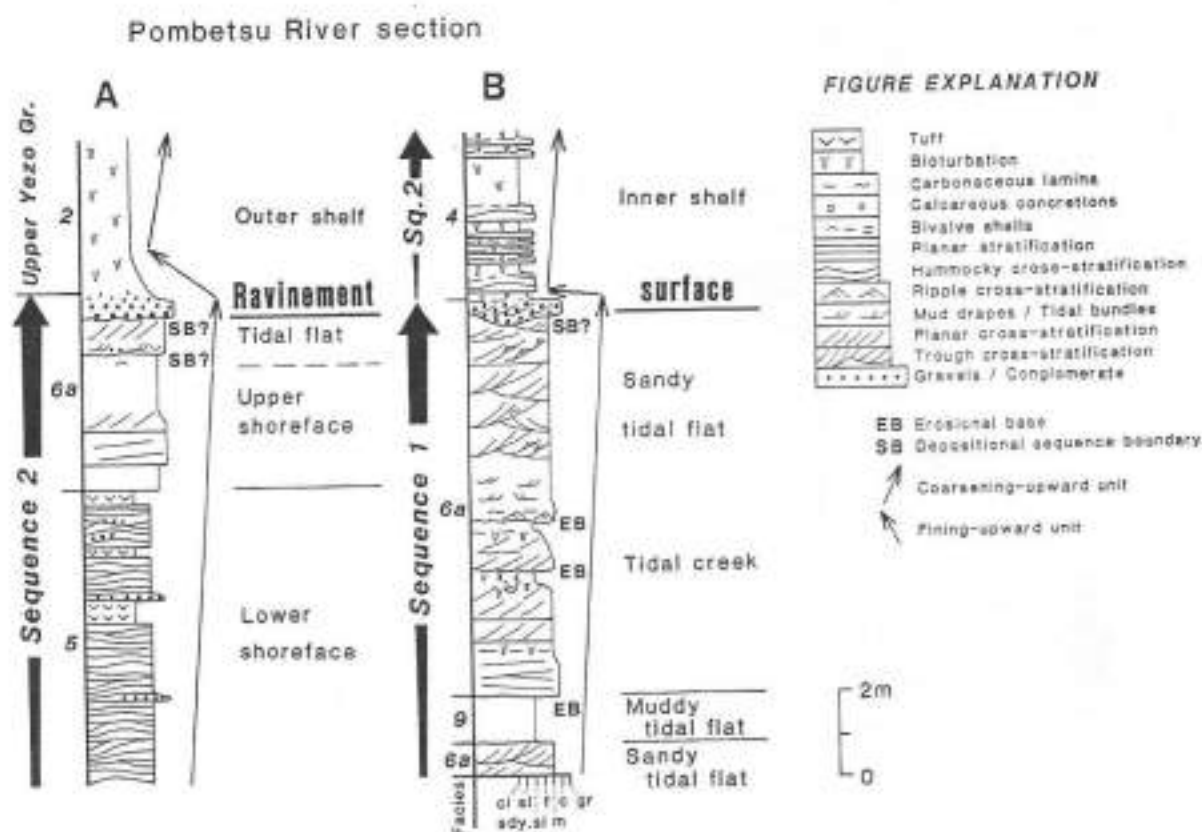 Pombetsu River section
A
Upper Yezo Gr.
2
Outer shelf
Ravinement
SB?
Tidal flat
SB?
6a
Upper
shoreface
Sequence 2
5
Lower
shoreface
B
Sq.2
4
Inner shelf
surface
SB?
Sandy
tidal flat
Sequence 1
6a
EB
EB
Tidal creek
EB
9
Muddy
tidal flat
6a
Sandy
tidal flat
Facies
cl sl f c gr
sdy.sl m
FIGURE EXPLANATION
Tuff
Bioturbation
Carbonaceous lamina
Calcareous concretions
Bivalve shells
Planar stratification
Hummocky cross-stratification
Ripple cross-stratification
Mud drapes / Tidal bundles
Planar cross-stratification
Trough cross-stratification
Gravels / Conglomerate
EB Erosional base
SB Depositional sequence boundary
Coarsening-upward unit
Fining-upward unit
2m
0